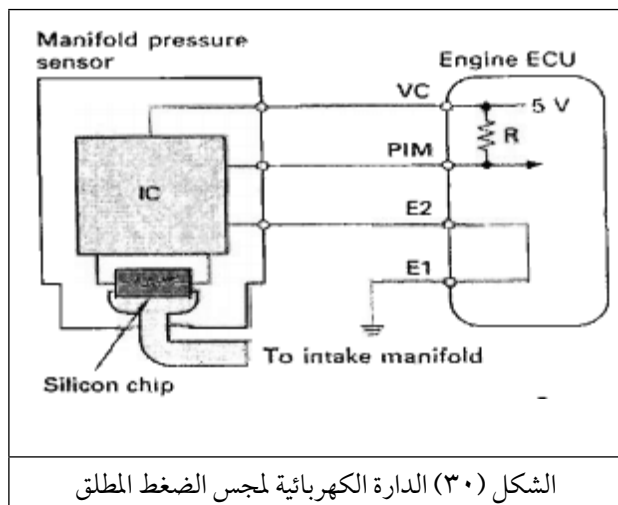 Manifold pressure
sensor
Engine ECU
VC
5 V
R
PIM
IC
E2
E1
To intake manifold
Silicon chip
الشكل (٣٠) الدارة الكهربائية لمجس الضغط المطلق